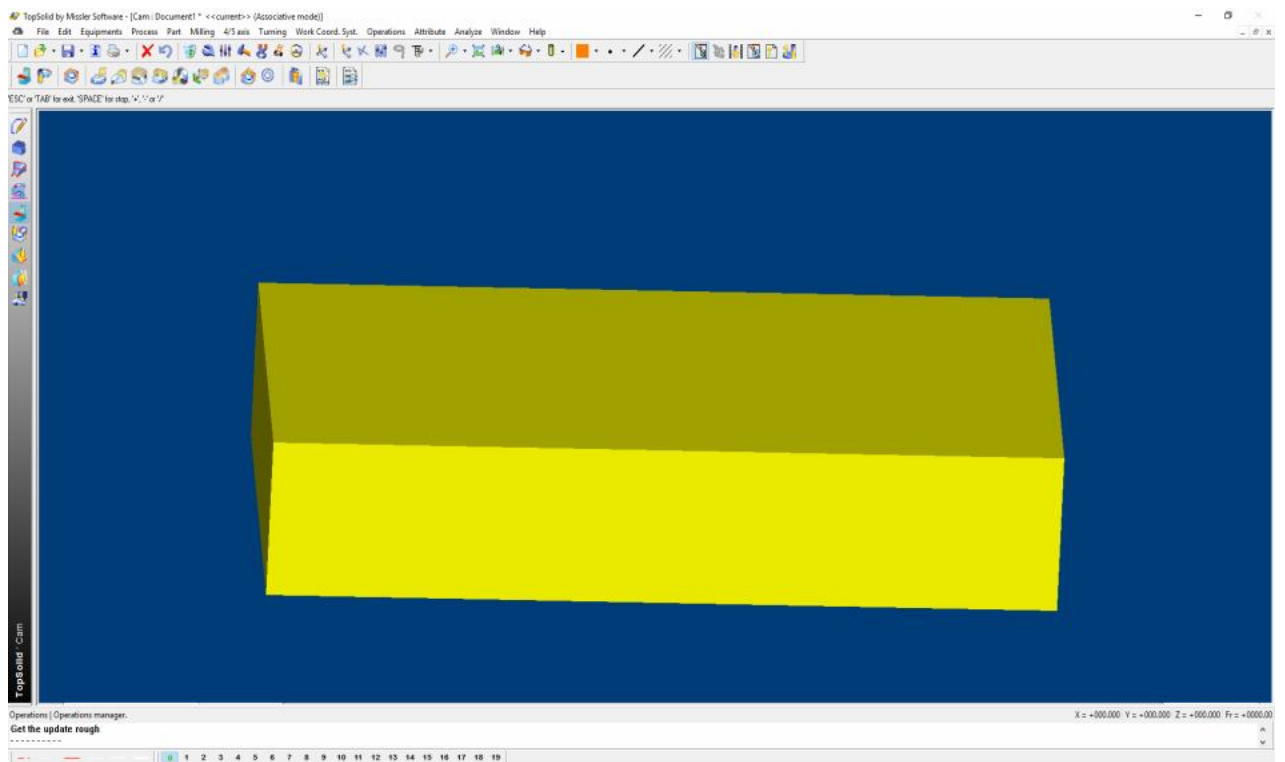 TopSolid by Missler Software - [Cam : Document1 * <<current>> (Associative mode)]
File Edit Equipments Process Part Milling 4/5 axis Turning Work Coord. Syst. Operations Attribute Analyze Window Help
'ESC' or 'TAB' for exit, 'SPACE' for stop, '+', '-' or '/'
TopSolid ' Cam
Operations | Operations manager.
X = +000.000 Y = +000.000 Z = +000.000 Fr = +0000.00
Get the update rough
----------
0 1 2 3 4 5 6 7 8 9 10 11 12 13 14 15 16 17 18 19